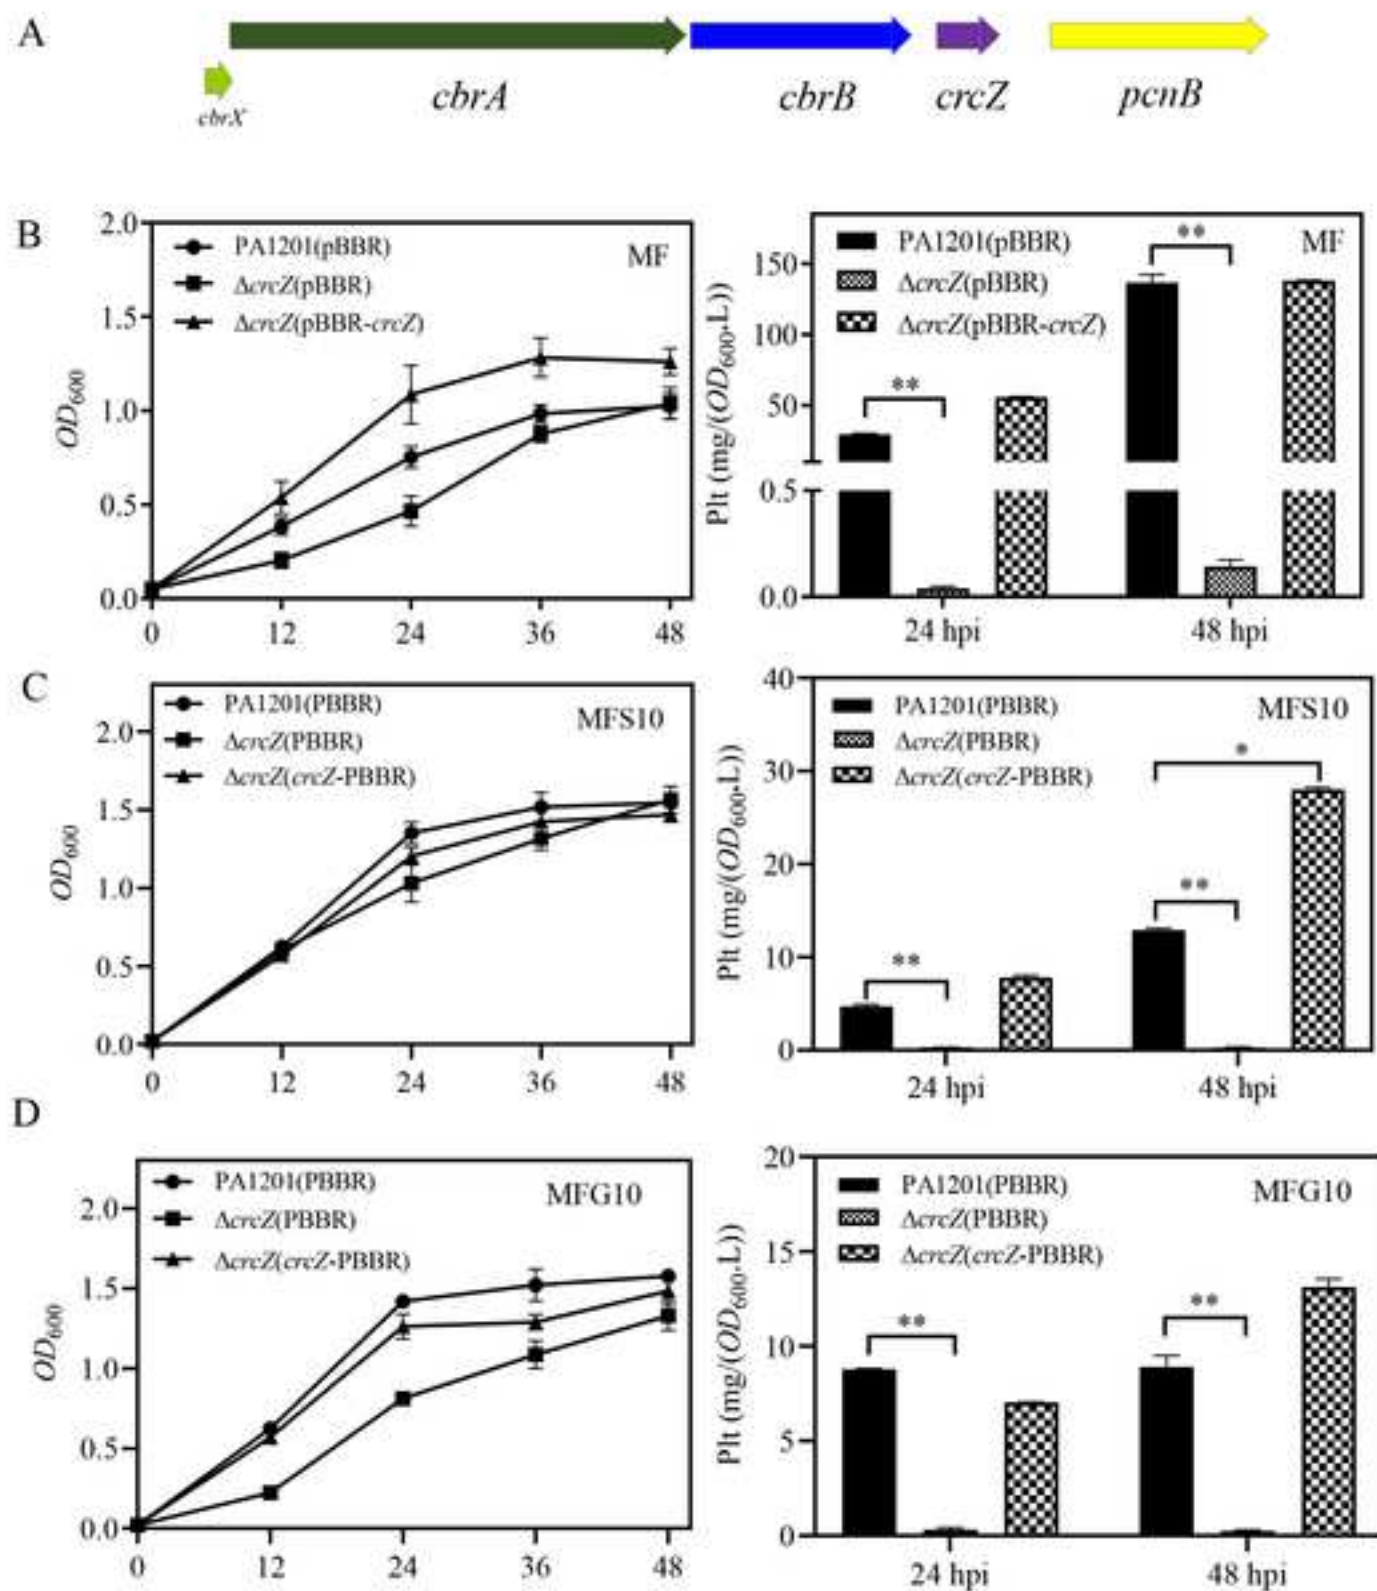 A
cbrX
cbrA
cbrB
crcZ
pcnB
B
2.0
1.5
1.0
0.5
0.0
OD600
PA1201(pBBR)
ΔcrcZ(pBBR)
ΔcrcZ(pBBR-crcZ)
MF
0 12 24 36 48
150
100
50
0.5
0.0
Plt (mg/(OD600·L))
PA1201(pBBR)
ΔcrcZ(pBBR)
ΔcrcZ(pBBR-crcZ)
MF
**
**
24 hpi 48 hpi
C
2.0
1.5
1.0
0.5
0.0
OD600
PA1201(PBBR)
ΔcrcZ(PBBR)
ΔcrcZ(crcZ-PBBR)
MFS10
0 12 24 36 48
40
30
20
10
0
Plt (mg/(OD600·L))
PA1201(PBBR)
ΔcrcZ(PBBR)
ΔcrcZ(crcZ-PBBR)
MFS10
*
**
**
24 hpi 48 hpi
D
2.0
1.5
1.0
0.5
0.0
OD600
PA1201(PBBR)
ΔcrcZ(PBBR)
ΔcrcZ(crcZ-PBBR)
MFG10
0 12 24 36 48
20
15
10
5
0
Plt (mg/(OD600·L))
PA1201(PBBR)
ΔcrcZ(PBBR)
ΔcrcZ(crcZ-PBBR)
MFG10
**
**
24 hpi 48 hpi